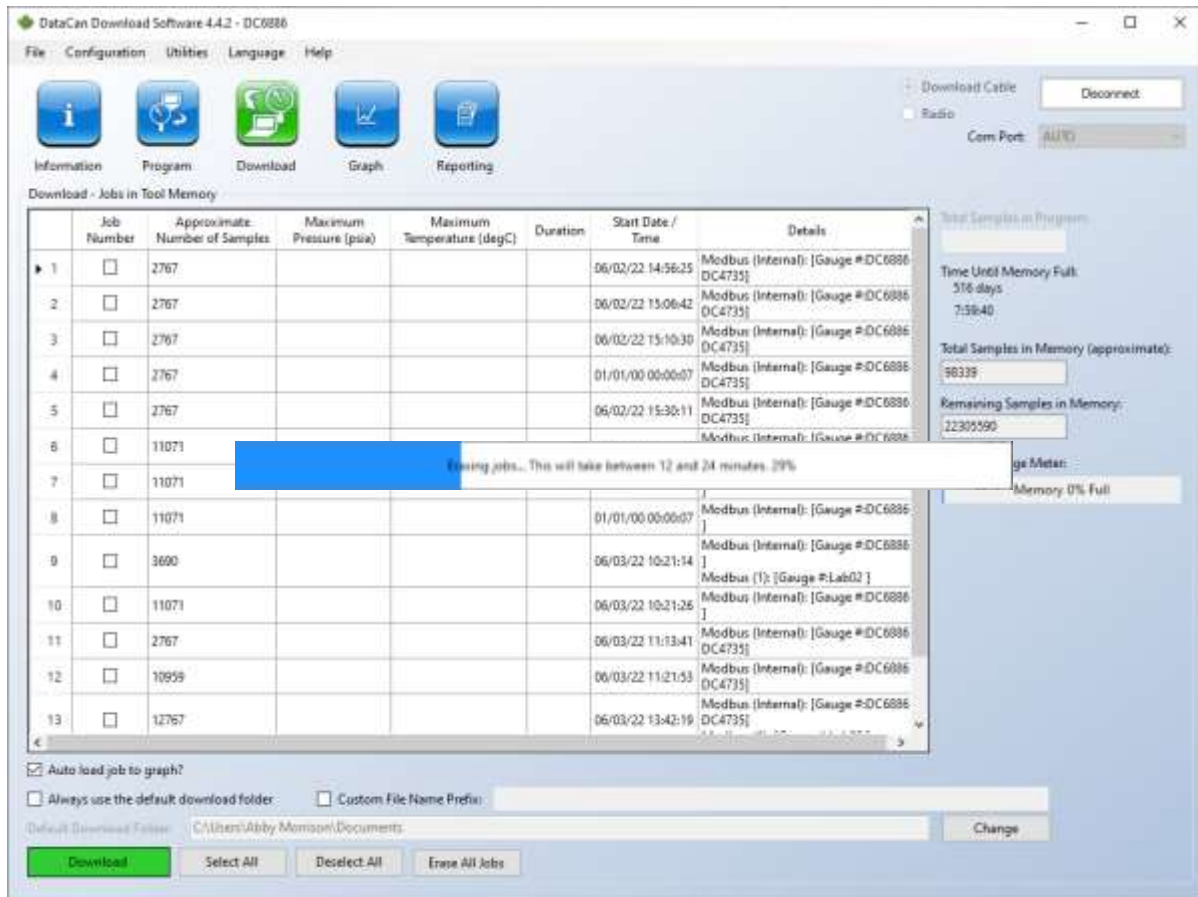 DataCan Download Software 4.4.2 - DC6886
File Configuration Utilities Language Help
Download Cable
Disconnect
Radio
Com Port: AUTO
Information Program Download Graph Reporting
Download - Jobs in Tool Memory
Job Number Approximate Number of Samples Maximum Pressure (psia) Maximum Temperature (degC) Duration Start Date / Time Details
1 2767 06/02/22 14:56:25 Modbus (Internal): [Gauge #:DC6886
DC4735]
2 2767 06/02/22 15:06:42 Modbus (Internal): [Gauge #:DC6886
DC4735]
3 2767 06/02/22 15:10:30 Modbus (Internal): [Gauge #:DC6886
DC4735]
4 2767 01/01/00 00:00:07 Modbus (Internal): [Gauge #:DC6886
DC4735]
5 2767 06/02/22 15:30:11 Modbus (Internal): [Gauge #:DC6886
DC4735]
6 11071 Modbus (Internal): [Gauge #:DC6886
Erasing jobs... This will take between 12 and 24 minutes. 29%
7 11071
]
8 11071 01/01/00 00:00:07 Modbus (Internal): [Gauge #:DC6886
]
9 3690 06/03/22 10:21:14 Modbus (Internal): [Gauge #:DC6886
]
Modbus (1): [Gauge #:Lab02 ]
10 11071 06/03/22 10:21:26 Modbus (Internal): [Gauge #:DC6886
]
11 2767 06/03/22 11:13:41 Modbus (Internal): [Gauge #:DC6886
DC4735]
12 10959 06/03/22 11:21:53 Modbus (Internal): [Gauge #:DC6886
DC4735]
13 12767 06/03/22 13:42:19 Modbus (Internal): [Gauge #:DC6886
DC4735]
Total Samples in Program:
Time Until Memory Full:
516 days
7:59:40
Total Samples in Memory (approximate):
98339
Remaining Samples in Memory:
22305590
Meter:
Memory 0% Full
Auto load job to graph?
Always use the default download folder Custom File Name Prefix:
Default Download Folder: C:\Users\Abby Morrison\Documents
Change
Download Select All Deselect All Erase All Jobs